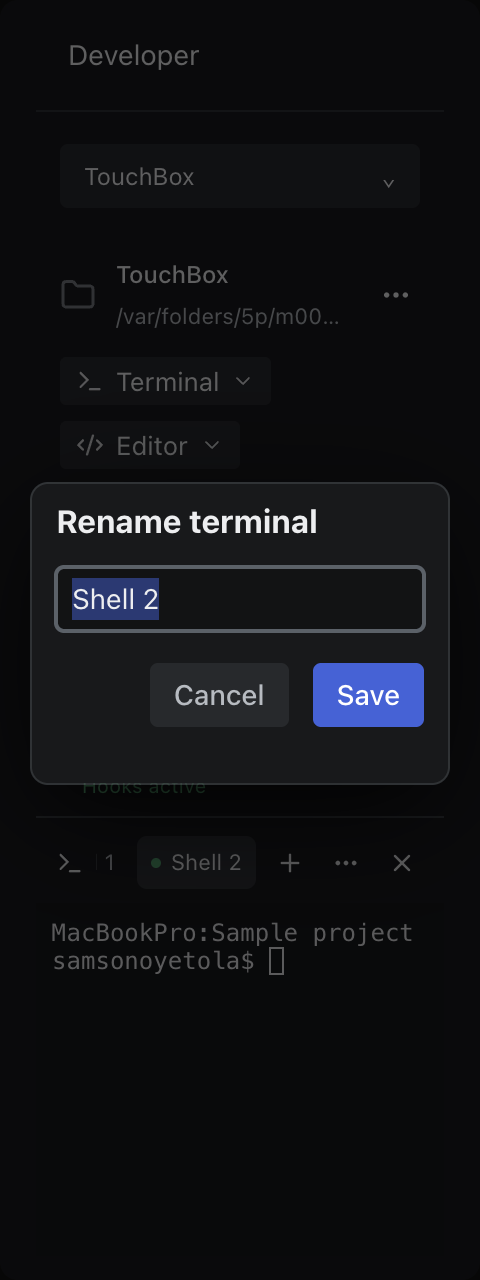 Developer
TouchBox
TouchBox
/var/folders/5p/m00...
Terminal
Editor
Rename terminal
Shell 2
Cancel
Save
Hooks active
1
Shell 2
MacBookPro:Sample project
samsonoyetola$